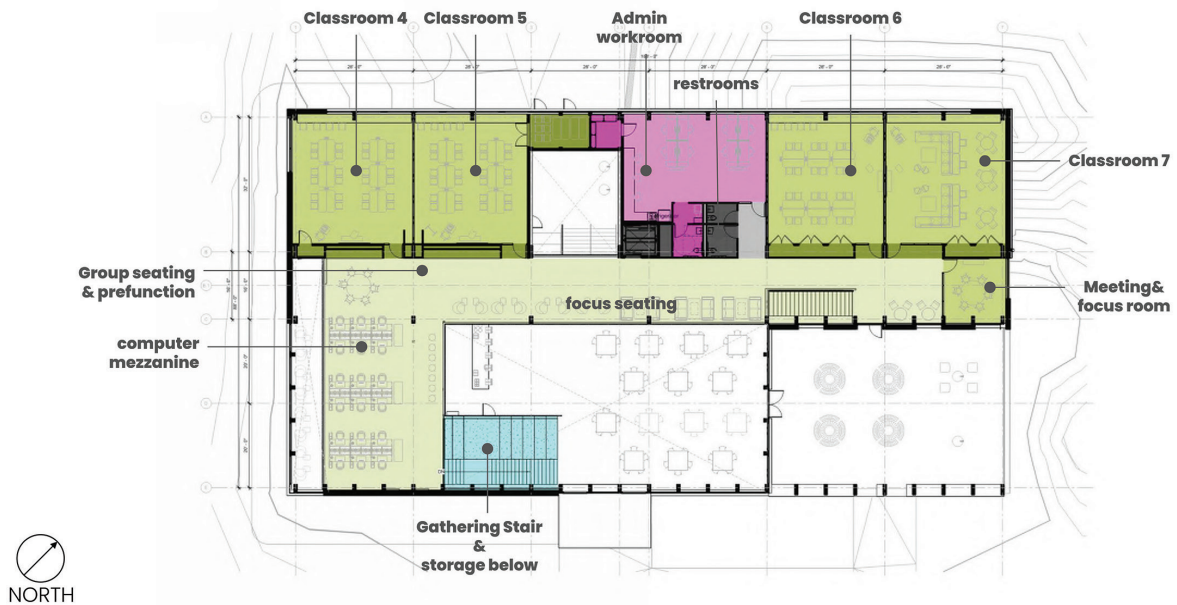 Classroom 4
Classroom 5
Admin
workroom
Classroom 6
restrooms
Classroom 7
Group seating
& prefunction
focus seating
Meeting&
focus room
computer
mezzanine
Gathering Stair
&
storage below
NORTH